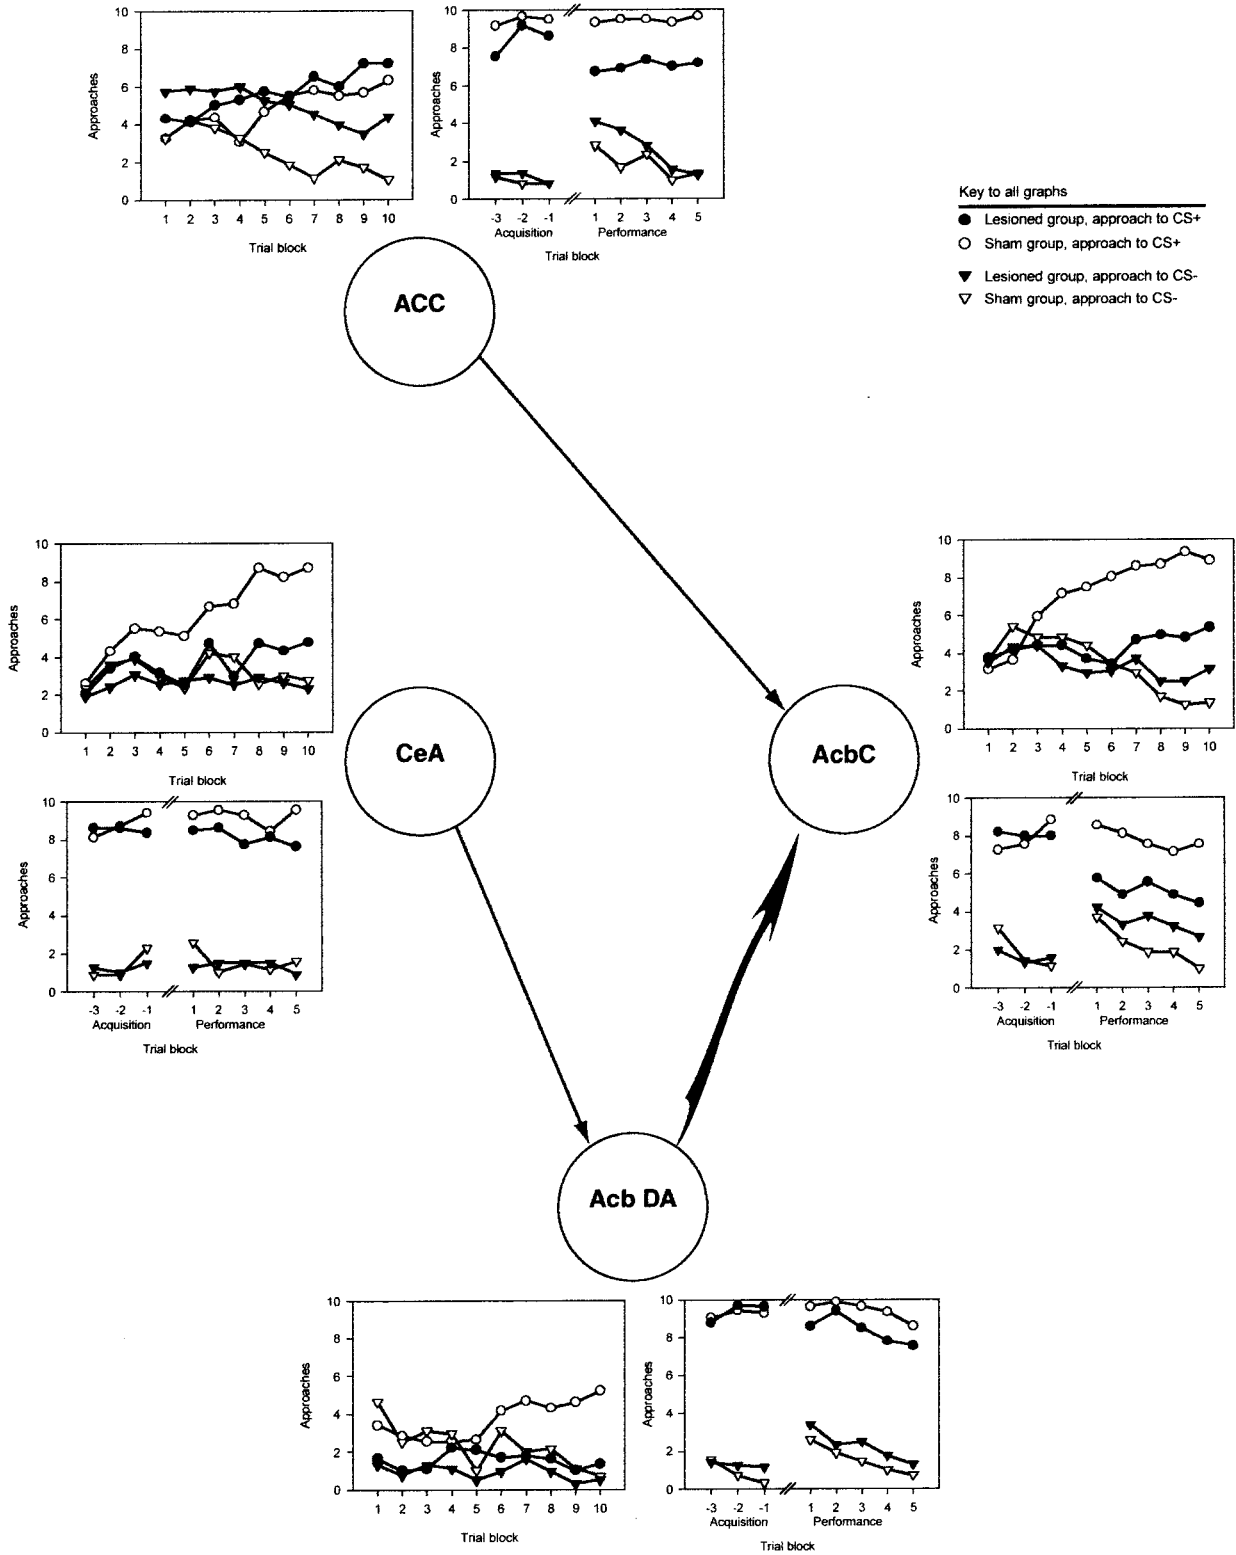 10
8
6
4
2
0
Approaches
1 2 3 4 5 6 7 8 9 10
Trial block
10
8
6
4
2
0
Approaches
-3 -2 -1 1 2 3 4 5
Acquisition Performance
Trial block
Key to all graphs
Lesioned group, approach to CS+
Sham group, approach to CS+
Lesioned group, approach to CS-
Sham group, approach to CS-
ACC
10
8
6
4
2
0
Approaches
1 2 3 4 5 6 7 8 9 10
Trial block
10
8
6
4
2
0
Approaches
-3 -2 -1 1 2 3 4 5
Acquisition Performance
Trial block
CeA
AcbC
10
8
6
4
2
0
Approaches
1 2 3 4 5 6 7 8 9 10
Trial block
10
8
6
4
2
0
Approaches
-3 -2 -1 1 2 3 4 5
Acquisition Performance
Trial block
Acb DA
10
8
6
4
2
0
Approaches
1 2 3 4 5 6 7 8 9 10
Trial block
10
8
6
4
2
0
Approaches
-3 -2 -1 1 2 3 4 5
Acquisition Performance
Trial block